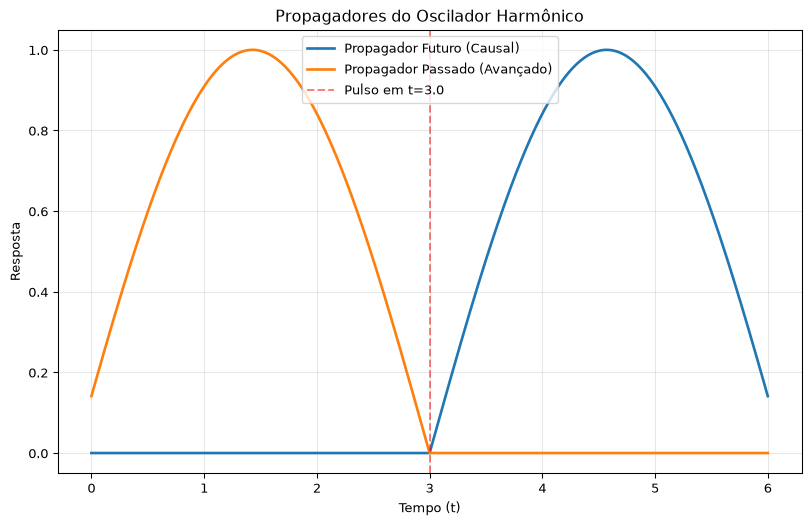 Propagadores do Oscilador Harmônico
Propagador Futuro (Causal)
Propagador Passado (Avançado)
Pulso em t=3.0
Resposta
1.0
0.8
0.6
0.4
0.2
0.0
0 1 2 3 4 5 6
Tempo (t)